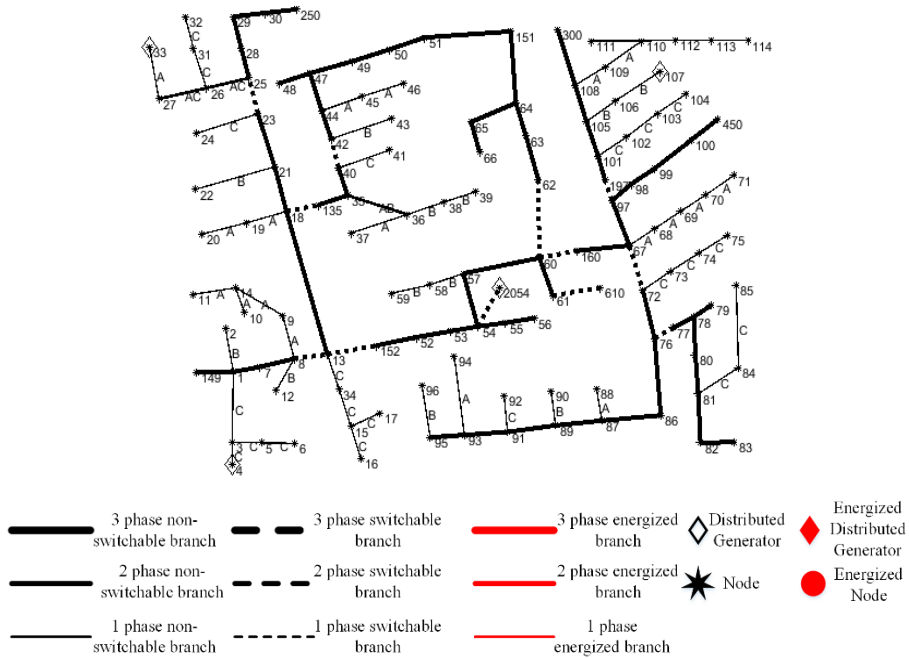 32
29
30
250
33
31
C
28
A
C
AC
AC
25
27
26
51
151
300
50
49
47
48
46
45
A
A
44
43
B
42
41
C
40
35
AB
36
37
A
B
38
B
39
23
C
24
21
B
22
18
135
20
A
19
A
64
65
66
63
62
111
110
112
113
114
A
109
108
107
B
106
105
104
C
103
C
102
101
450
100
99
98
197
97
71
A
70
A
69
A
68
67
75
C
74
C
73
72
160
60
57
B
58
B
59
2054
61
610
56
55
54
53
52
152
13
11
A
14
A
10
A
9
A
2
B
8
7
1
149
B
12
C
3
C
5
C
6
C
4
C
34
C
15
C
17
C
16
94
A
96
B
95
93
92
C
91
90
B
89
88
A
87
86
76
77
78
79
80
81
C
84
C
85
82
83
3 phase non-
switchable branch
3 phase switchable
branch
3 phase energized
branch
Distributed
Generator
Energized
Distributed
Generator
2 phase non-
switchable branch
2 phase switchable
branch
2 phase energized
branch
Node
Energized
Node
1 phase non-
switchable branch
1 phase switchable
branch
1 phase
energized branch